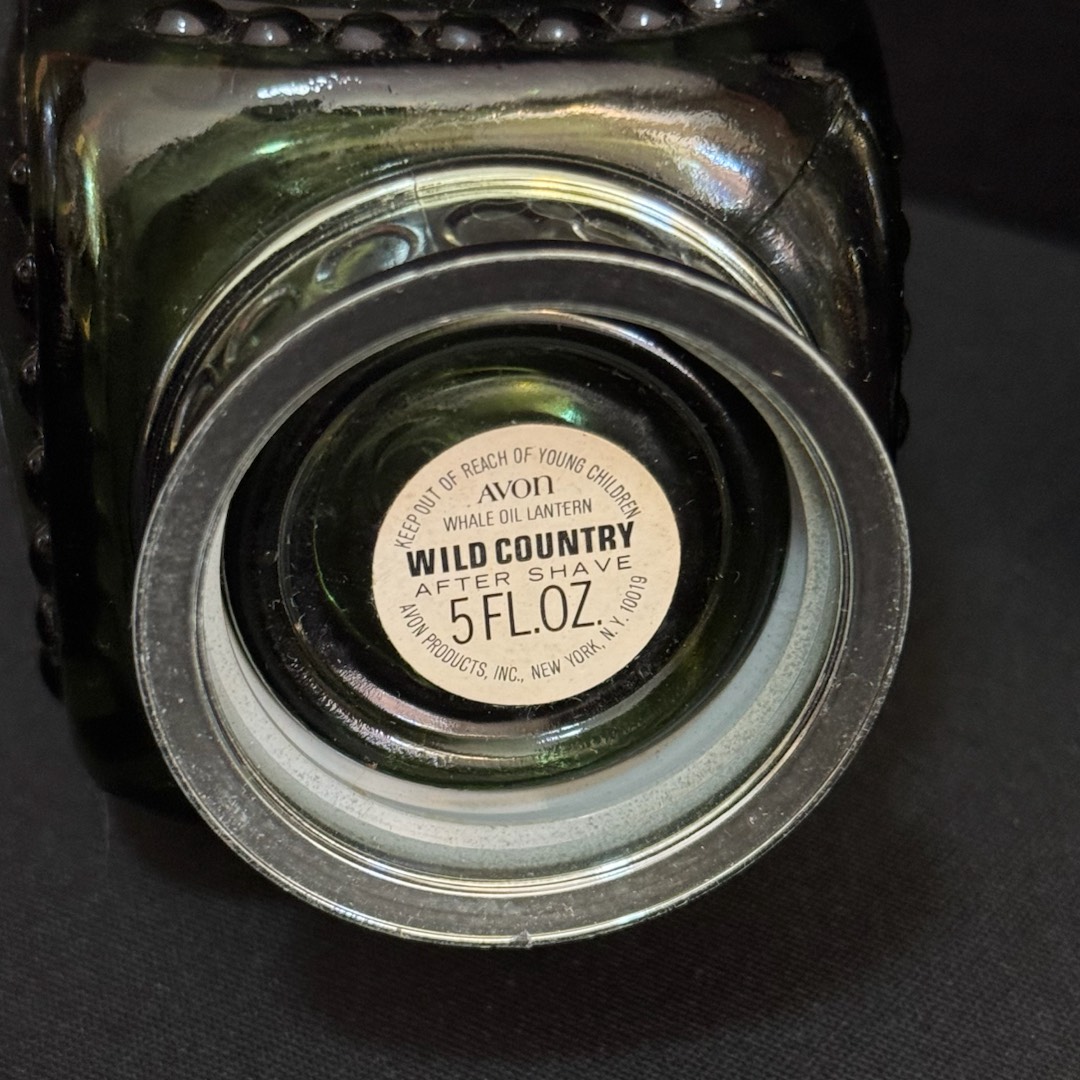 KEEP OUT OF REACH OF YOUNG CHILDREN
AVON
WHALE OIL LANTERN
WILD COUNTRY
AFTER SHAVE
5 FL.OZ.
AVON PRODUCTS, INC., NEW YORK, N.Y. 10019